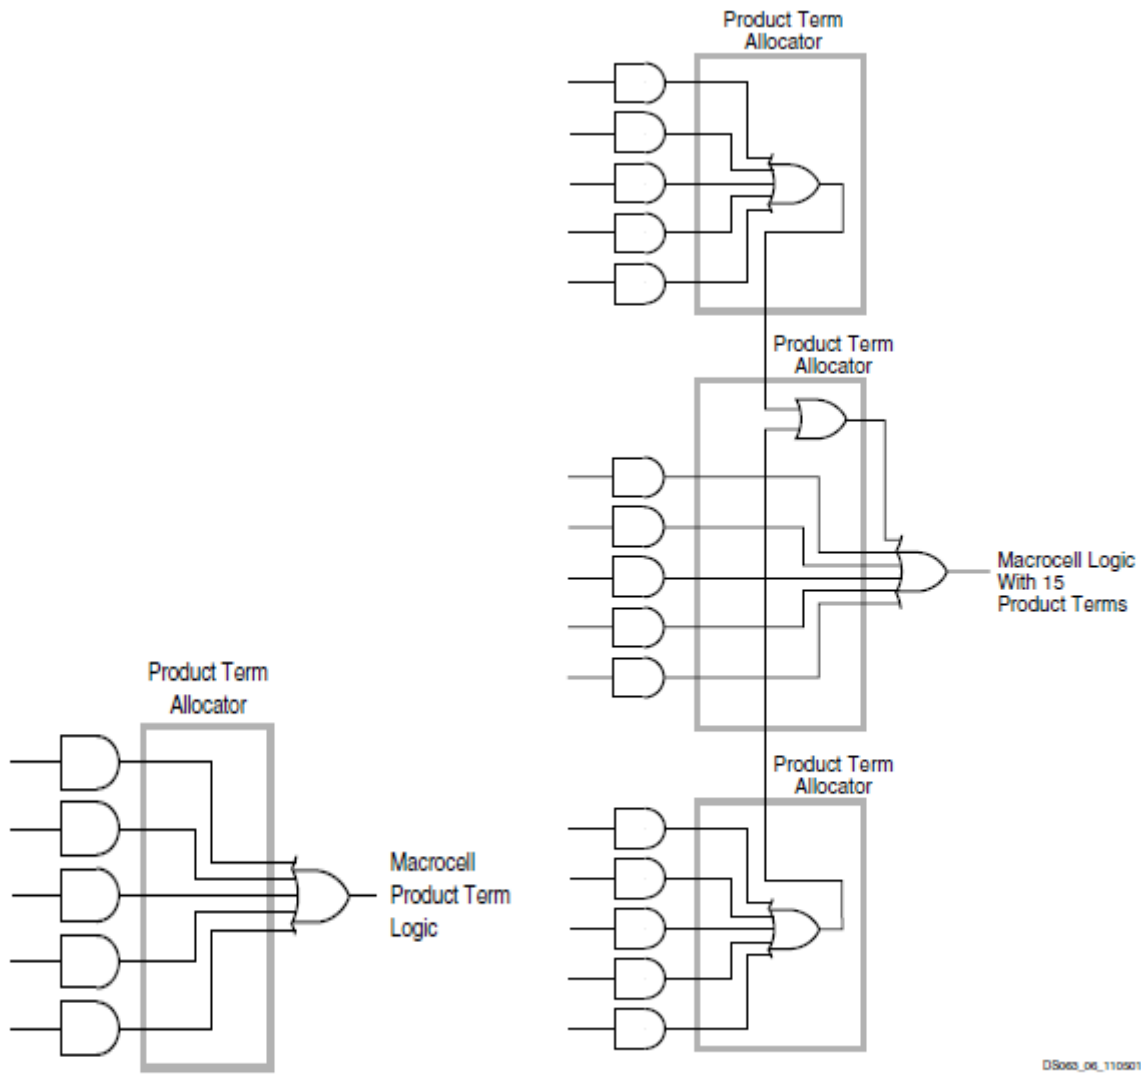 Product Term
Allocator
Product Term
Allocator
Macrocell Logic
With 15
Product Terms
Product Term
Allocator
Macrocell
Product Term
Logic
Product Term
Allocator
DS063_06_110501